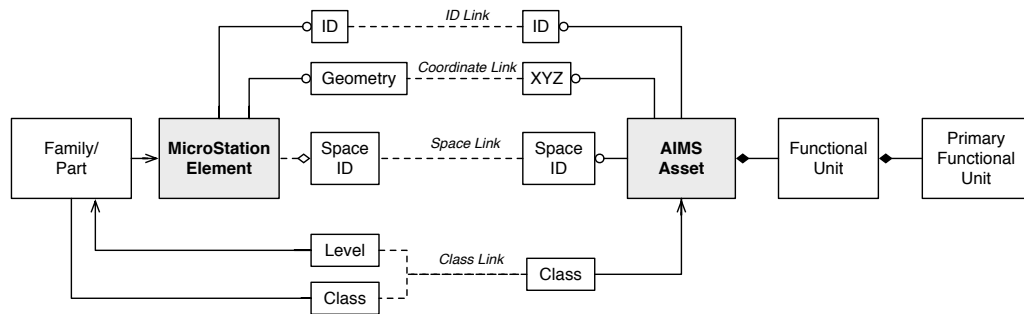 ID
ID Link
ID
Geometry
Coordinate Link
XYZ
Family/
Part
MicroStation
Element
Space
ID
Space Link
Space
ID
AIMS
Asset
Functional
Unit
Primary
Functional
Unit
Level
Class Link
Class
Class